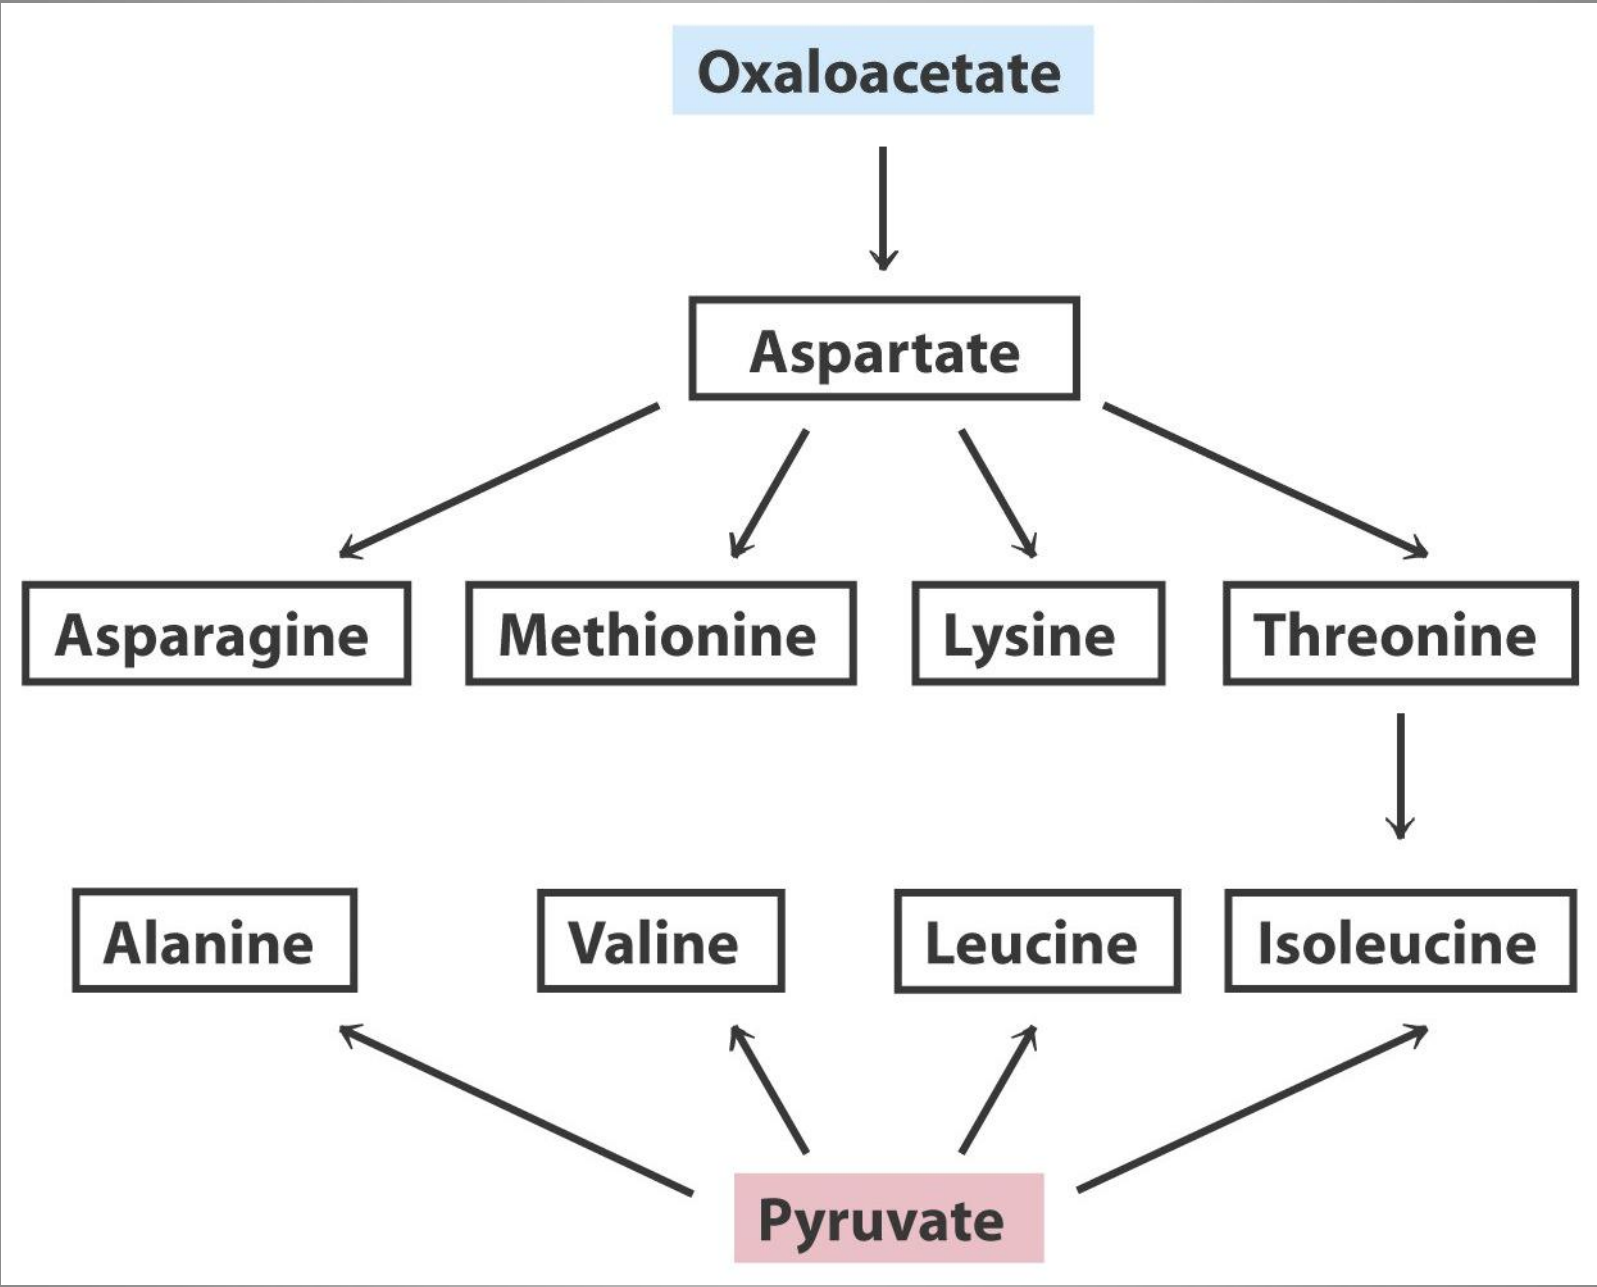 Oxaloacetate
Aspartate
Asparagine
Methionine
Lysine
Threonine
Alanine
Valine
Leucine
Isoleucine
Pyruvate